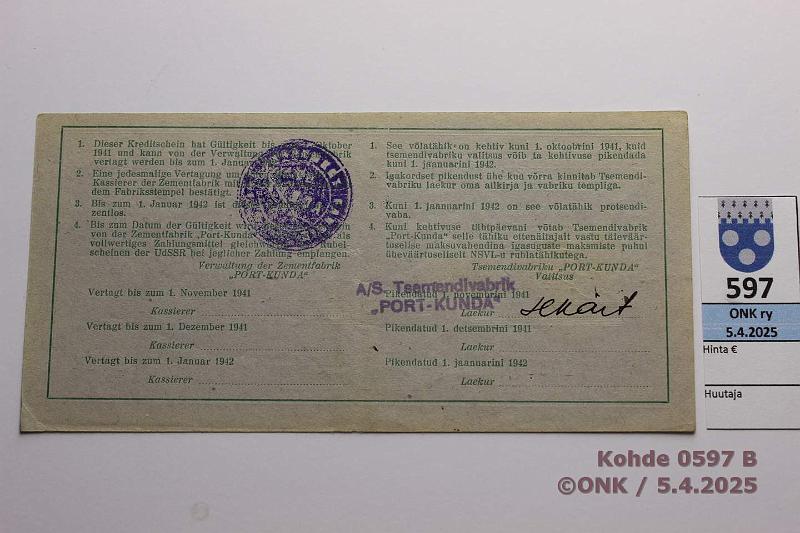 1. Dieser Kreditschein hat Gültigkeit bis
1941 und kann von der Verwaltung
vertagt werden bis zum 1. Januar
2. Eine jedesmalige Vertagung
Kassierer der Zementfabrik mit
dem Fabriksstempel bestätigt.
3. Bis zum 1. Januar 1942 ist
zentlos.
4. Bis zum Datum der Gültigkeit
von der Zementfabrik „Port-Kunda" als
vollwertiges Zahlungsmittel
scheinen der UdSSR bei jeglicher Zahlung empfangen.
Verwaltung der Zementfabrik
"PORT-KUNDA"
Vertagt bis zum 1. November 1941
Kassierer
Vertagt bis zum 1. Dezember 1941
Kassierer
Vertagt bis zum 1. Januar 1942
Kassierer
1. See võlatähik on kehtiv kuni 1. oktoobrini 1941, kuid
tsemendivabriku valitsus võib ta kehtivuse pikendada
kuni 1. jaanuarini 1942.
2. Igakordset pikendust ühe kuu võrra kinnitab Tsemendi-
vabriku laekur oma allkirja ja vabriku templiga.
3. Kuni 1. jaanuarini 1942 on see võlatähik protsendi-
vaba.
4. Kuni kehtivuse tähtpäevani võtab Tsemendivabrik
„Port-Kunda" selle tähiku ettenäitajalt vastu täleväär-
tuselise maksuvahendina igasuguste maksmiste puhul
üheväärtuseliselt NSVL-u rublatähikutega.
Tsemendivabriku „PORT-KUNDA"
Valitsus
A/S. Tsemendivabrik
„PORT-KUNDA"
Pikendatud 1. novembrini 1941
Laekur
Pikendatud 1. detsembrini 1941
Laekur
Pikendatud 1. jaanuarini 1942
Laekur
597
ONK ry
5.4.2025
Hinta €
Huutaja
Kohde 0597 B
©ONK / 5.4.2025